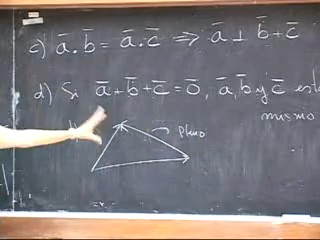 c) a̅ . b̅ = a̅ . c̅ ⇒ a̅ ⊥ b̅ + c̅
d) Si a̅ + b̅ + c̅ = 0̅, a̅, b̅ y c̅
mismo
plano